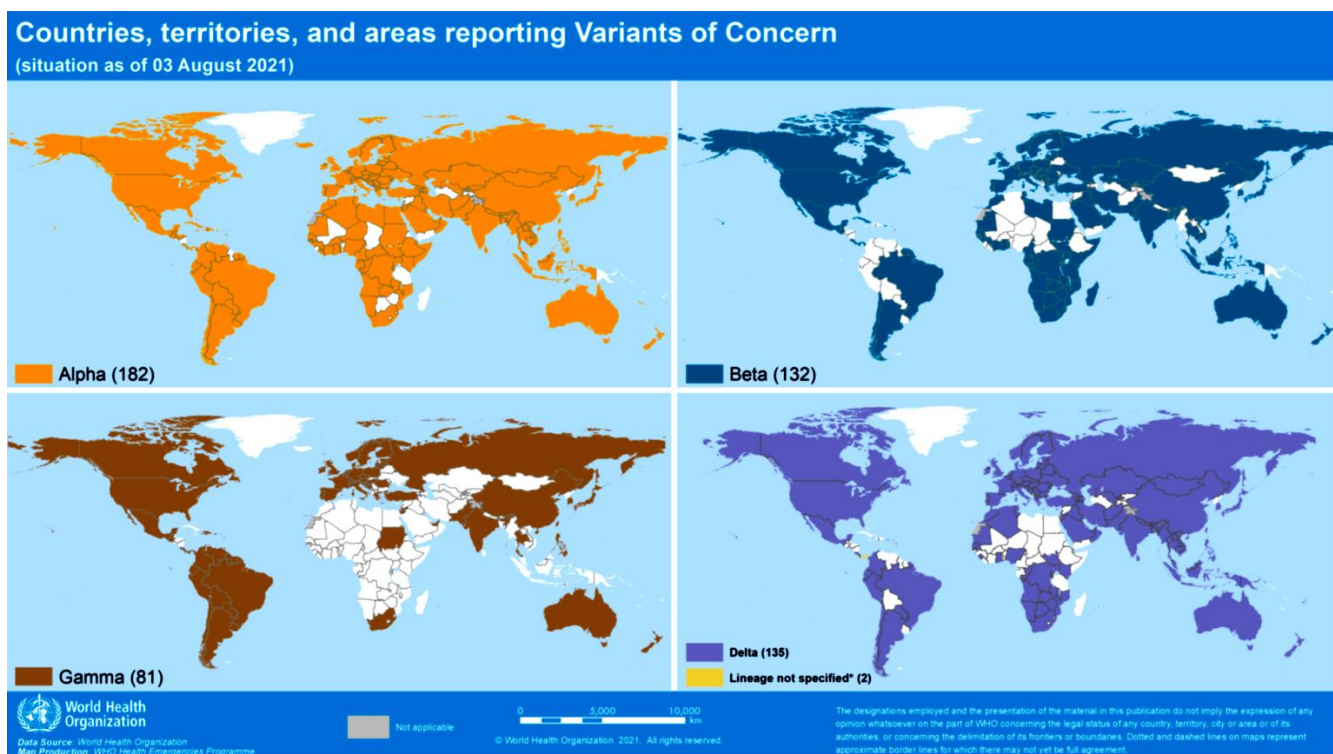 Countries, territories, and areas reporting Variants of Concern
(situation as of 03 August 2021)
Alpha (182)
Beta (132)
Gamma (81)
Delta (135)
Lineage not specified* (2)
World Health
Organization
Data Source: World Health Organization
Map Production: WHO Health Emergencies Programme
Not applicable
0 5,000 10,000
km
© World Health Organization 2021, All rights reserved.
The designations employed and the presentation of the material in this publication do not imply the expression of any
opinion whatsoever on the part of WHO concerning the legal status of any country, territory, city or area or of its
authorities, or concerning the delimitation of its frontiers or boundaries. Dotted and dashed lines on maps represent
approximate border lines for which there may not yet be full agreement.